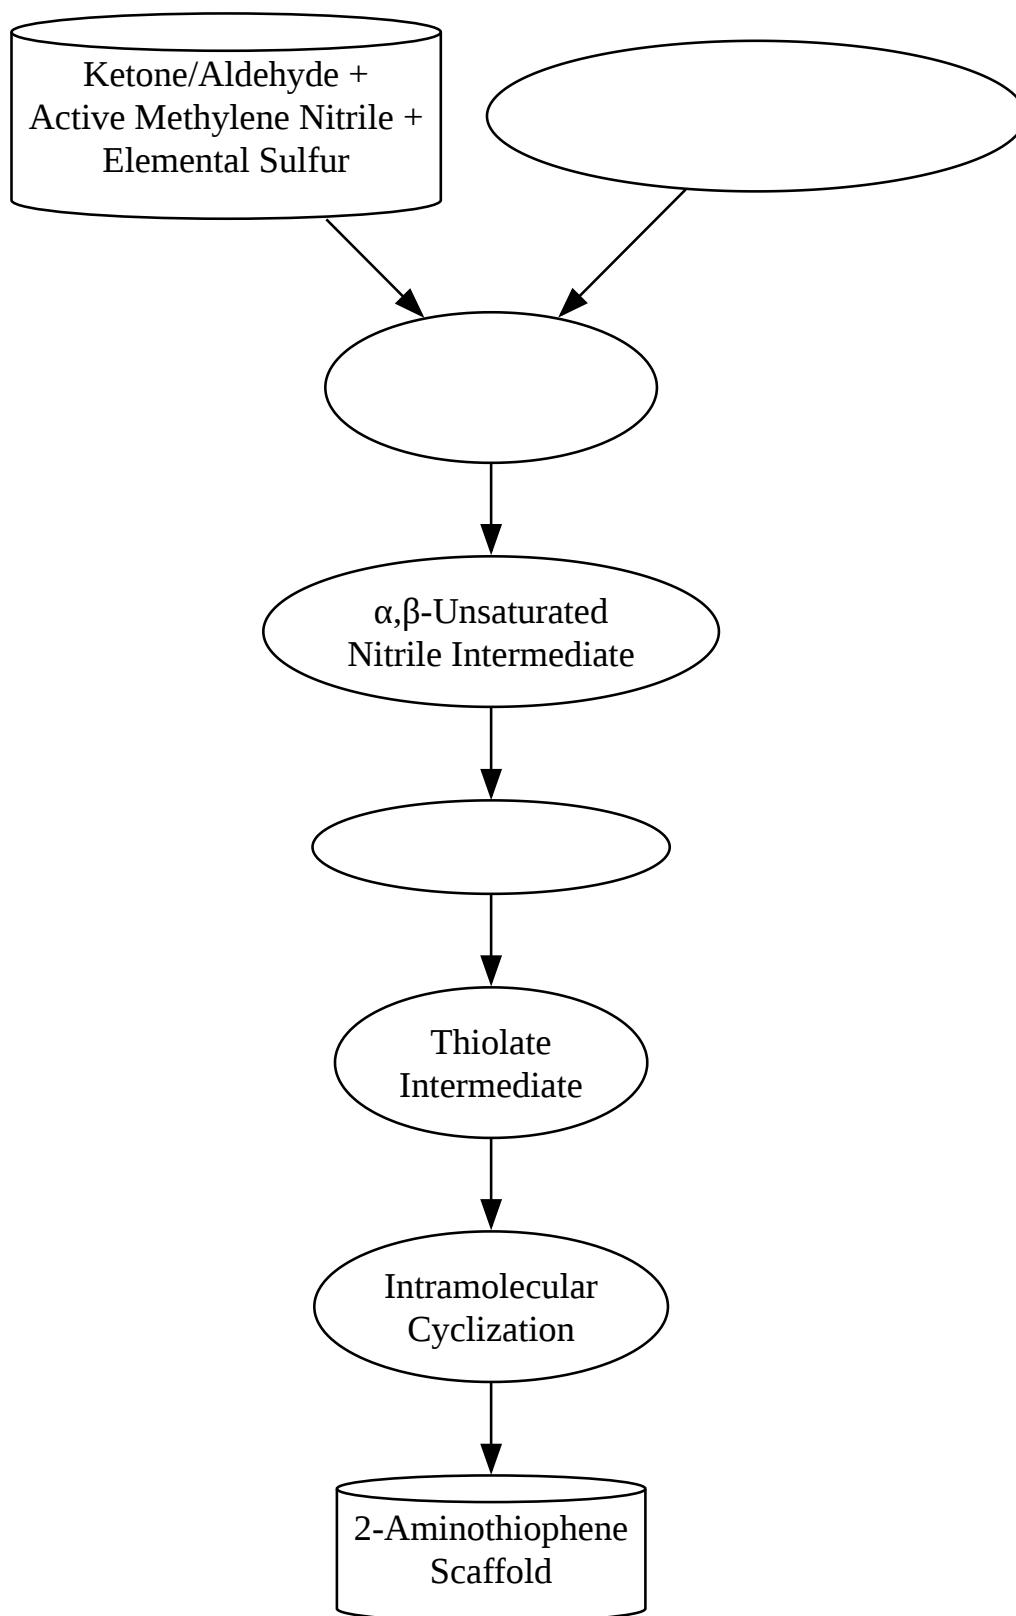 Ketone/Aldehyde +
Active Methylene Nitrile +
Elemental Sulfur
α,β-Unsaturated
Nitrile Intermediate
Thiolate
Intermediate
Intramolecular
Cyclization
2-Aminothiophene
Scaffold